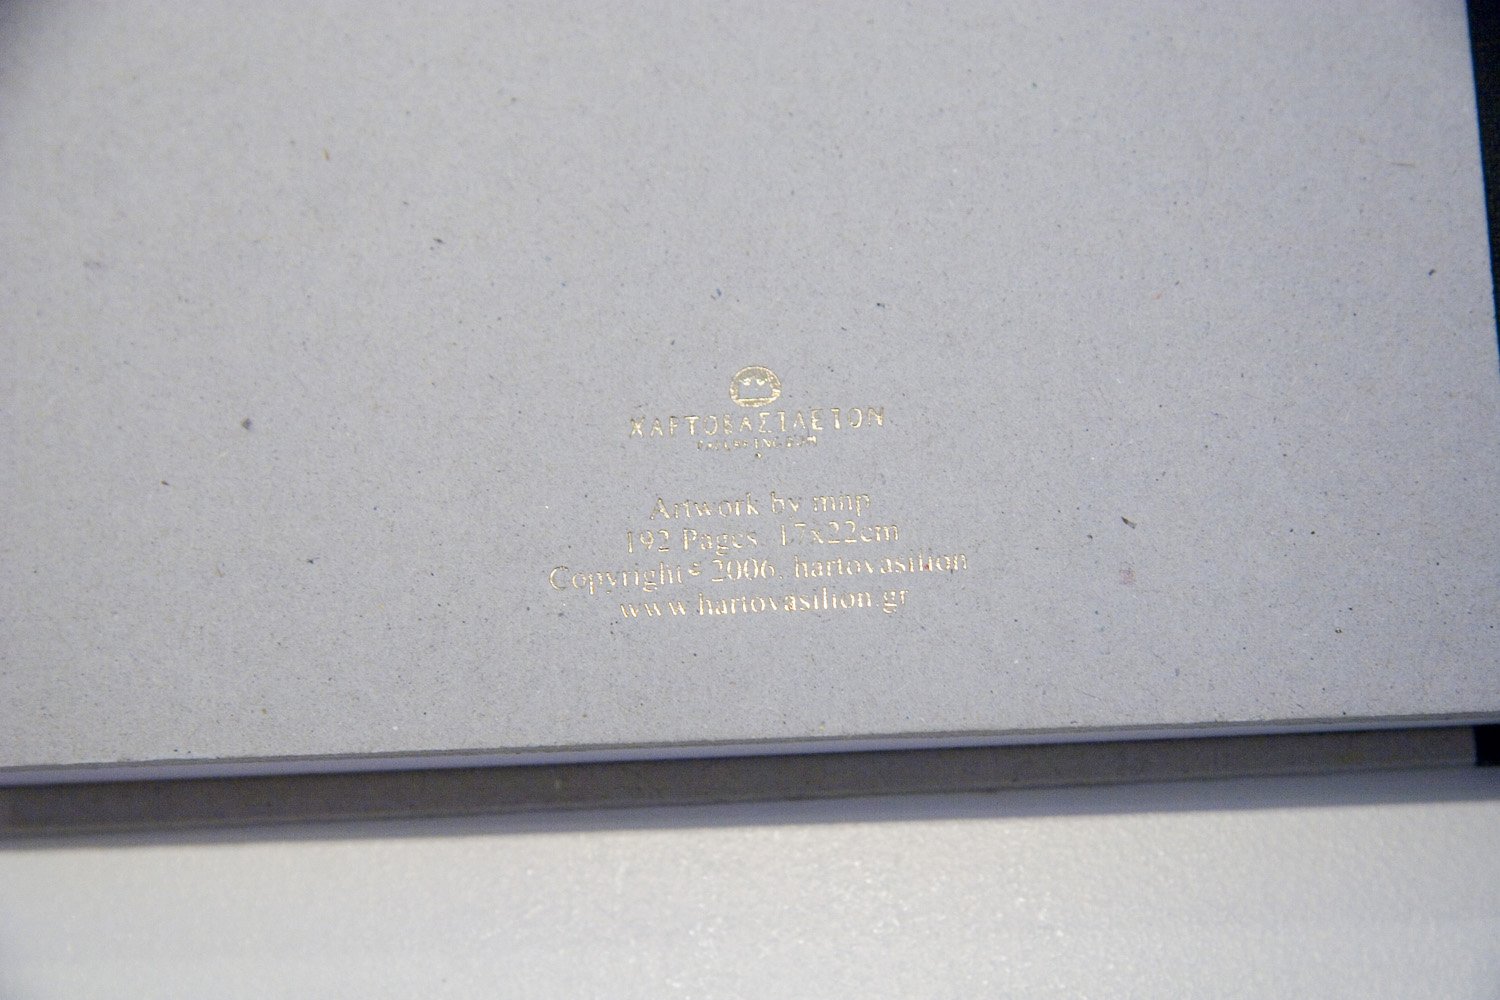 ΧΑΡΤΟΒΑΣΙΛΕΙΟΝ
Artwork by mnp
192 Pages, 17x22cm
Copyright © 2006, hartovasilion
www.hartovasilion.gr